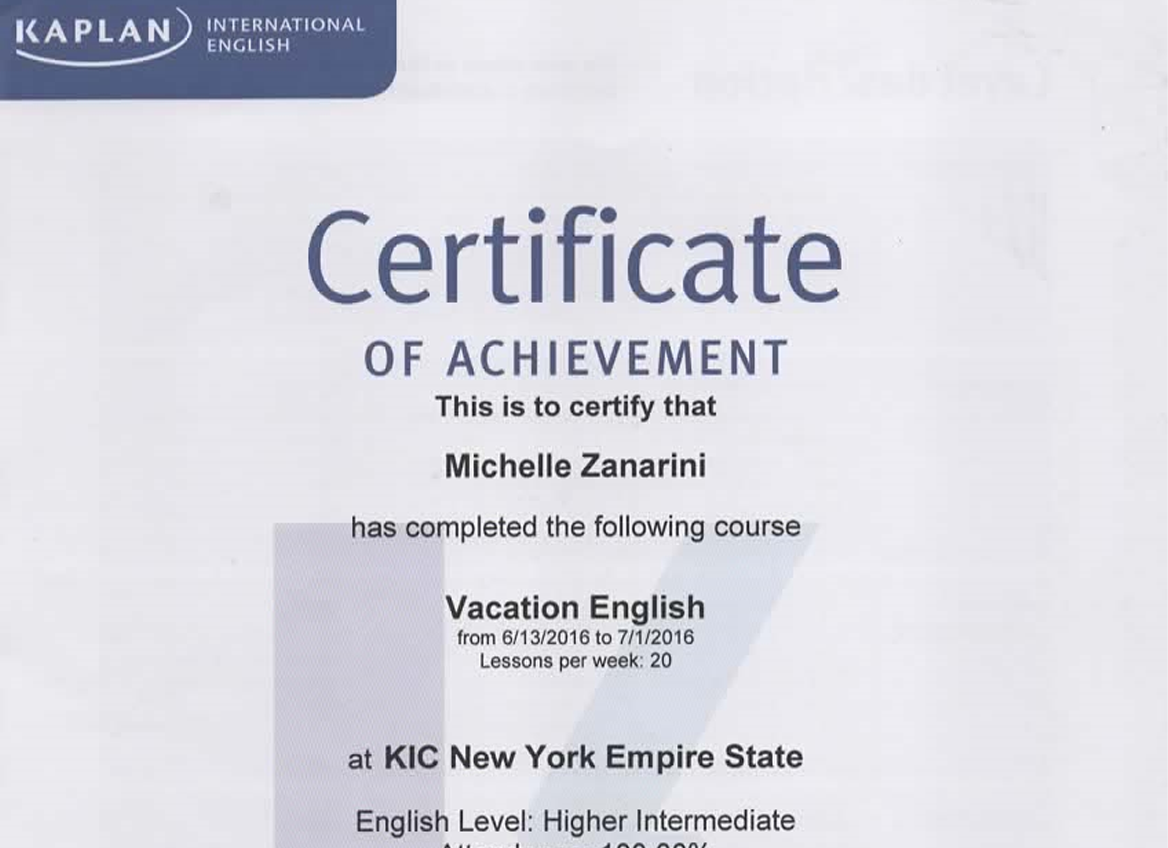 KAPLAN
INTERNATIONAL
ENGLISH
Certificate
OF ACHIEVEMENT
This is to certify that
Michelle Zanarini
has completed the following course
Vacation English
from 6/13/2016 to 7/1/2016
Lessons per week: 20
at KIC New York Empire State
English Level: Higher Intermediate